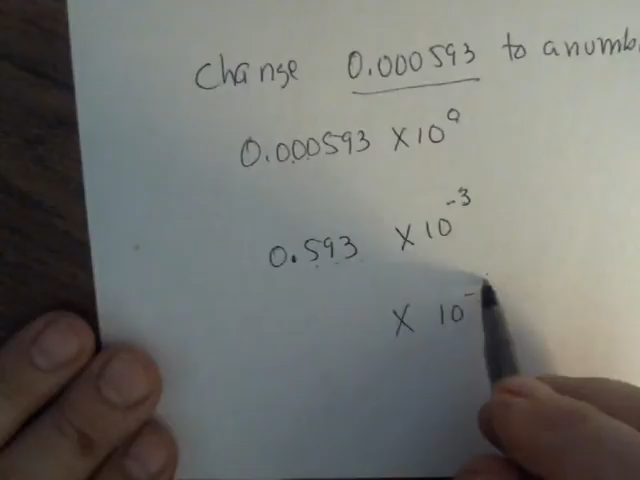 Change 0.000593 to a numb
0.000593 X 10⁰
0.593 X 10⁻³
X 10⁻